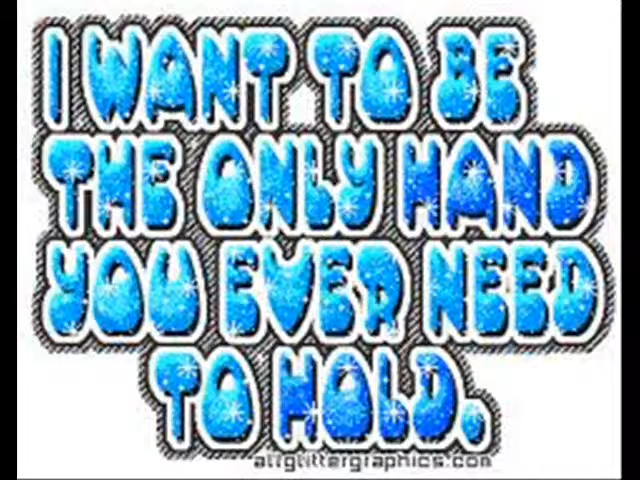 I WANT TO BE
THE ONLY HAND
YOU EVER NEED
TO HOLD.
allglittergraphics.com